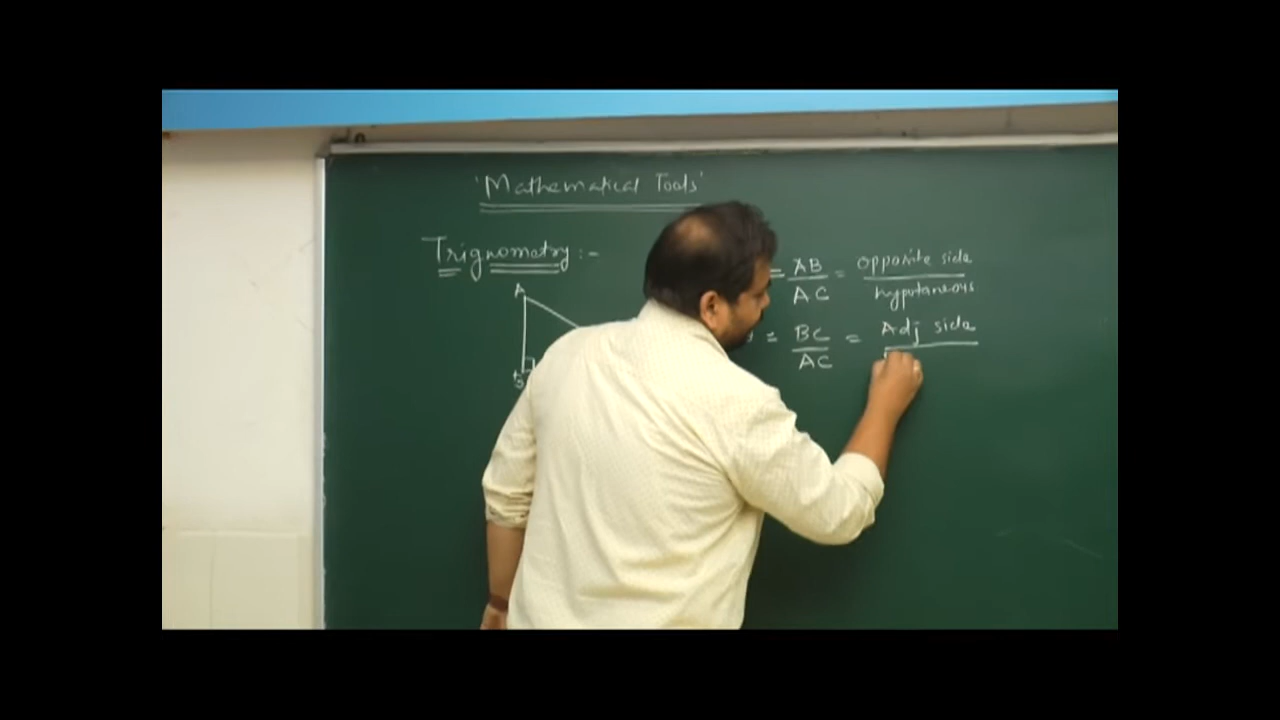 'Mathematical Tools'
Trignometry :-
A
B
= AB / AC = opposite side / hypotaneous
= BC / AC = Adj side